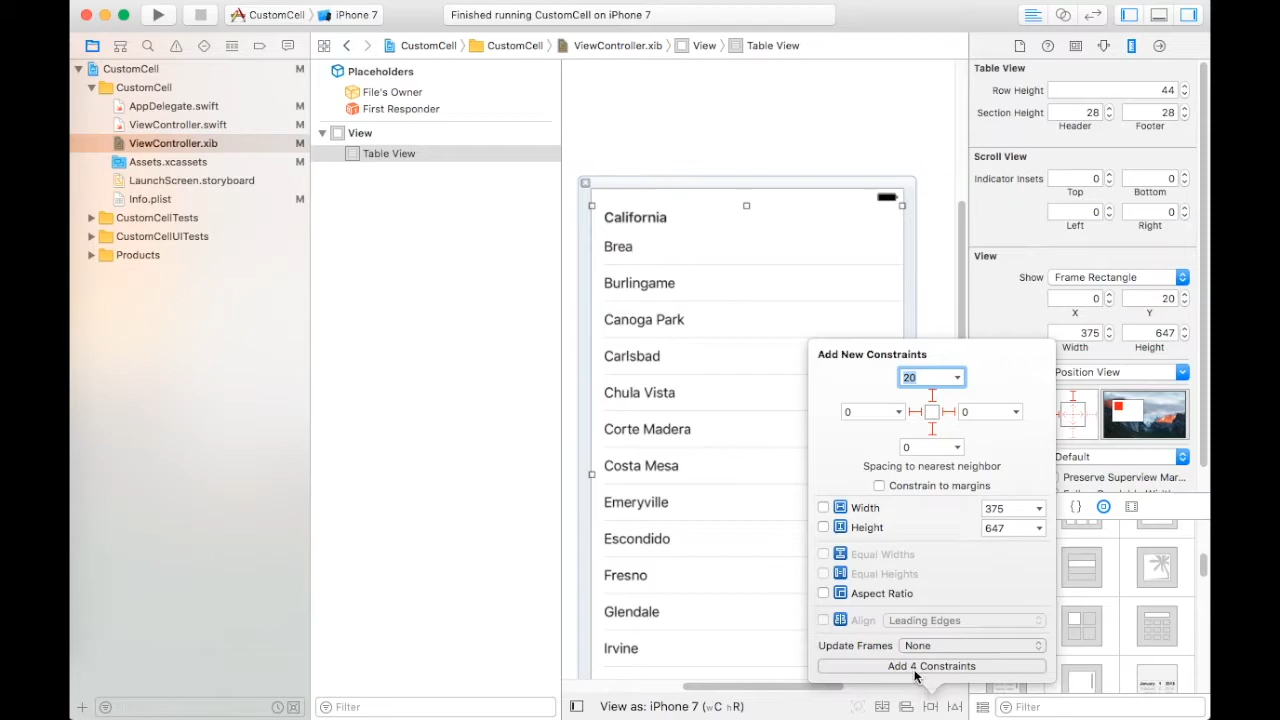 CustomCell
iPhone 7
Finished running CustomCell on iPhone 7
CustomCell
CustomCell
ViewController.xib
View
Table View
CustomCell M
CustomCell
AppDelegate.swift M
ViewController.swift M
ViewController.xib M
Assets.xcassets M
LaunchScreen.storyboard
Info.plist M
CustomCellTests
CustomCellUITests
Products
Placeholders
File's Owner
First Responder
View
Table View
California
Brea
Burlingame
Canoga Park
Carlsbad
Chula Vista
Corte Madera
Costa Mesa
Emeryville
Escondido
Fresno
Glendale
Irvine
Add New Constraints
20
0 0
0
Spacing to nearest neighbor
Constrain to margins
Width 375
Height 647
Equal Widths
Equal Heights
Aspect Ratio
Align Leading Edges
Update Frames None
Add 4 Constraints
Table View
Row Height 44
Section Height 28 28
Header Footer
Scroll View
Indicator Insets 0 0
Top Bottom
0 0
Left Right
View
Show Frame Rectangle
0 20
X Y
375 647
Width Height
Position View
Default
Preserve Superview Mar...
{ }
Filter
View as: iPhone 7 (wC hR)
Filter